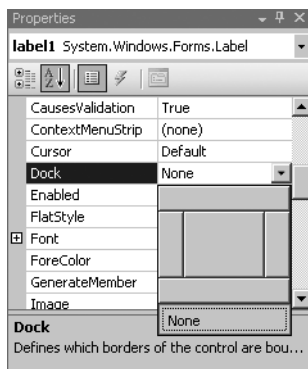 Properties
label1 System.Windows.Forms.Label
CausesValidation True
ContextMenuStrip (none)
Cursor Default
Dock None
Enabled
FlatStyle
Font
ForeColor
GenerateMember
Image
None
Dock
Defines which borders of the control are bou...